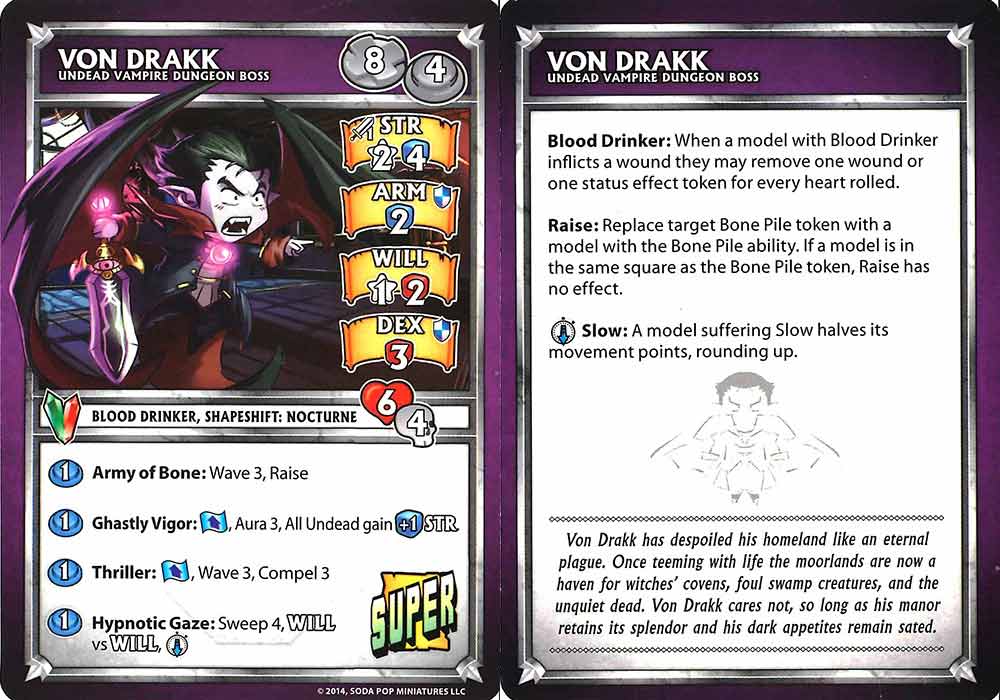 VON DRAKK
UNDEAD VAMPIRE DUNGEON BOSS
8
4
STR
2 4
ARM
2
WILL
1 2
DEX
3
BLOOD DRINKER, SHAPESHIFT: NOCTURNE
6
4
1 Army of Bone: Wave 3, Raise
1 Ghastly Vigor: , Aura 3, All Undead gain +1 STR
1 Thriller: , Wave 3, Compel 3
1 Hypnotic Gaze: Sweep 4, WILL
vs WILL,
SUPER
© 2014, SODA POP MINIATURES LLC
VON DRAKK
UNDEAD VAMPIRE DUNGEON BOSS
Blood Drinker: When a model with Blood Drinker
inflicts a wound they may remove one wound or
one status effect token for every heart rolled.
Raise: Replace target Bone Pile token with a
model with the Bone Pile ability. If a model is in
the same square as the Bone Pile token, Raise has
no effect.
Slow: A model suffering Slow halves its
movement points, rounding up.
Von Drakk has despoiled his homeland like an eternal
plague. Once teeming with life the moorlands are now a
haven for witches' covens, foul swamp creatures, and the
unquiet dead. Von Drakk cares not, so long as his manor
retains its splendor and his dark appetites remain sated.